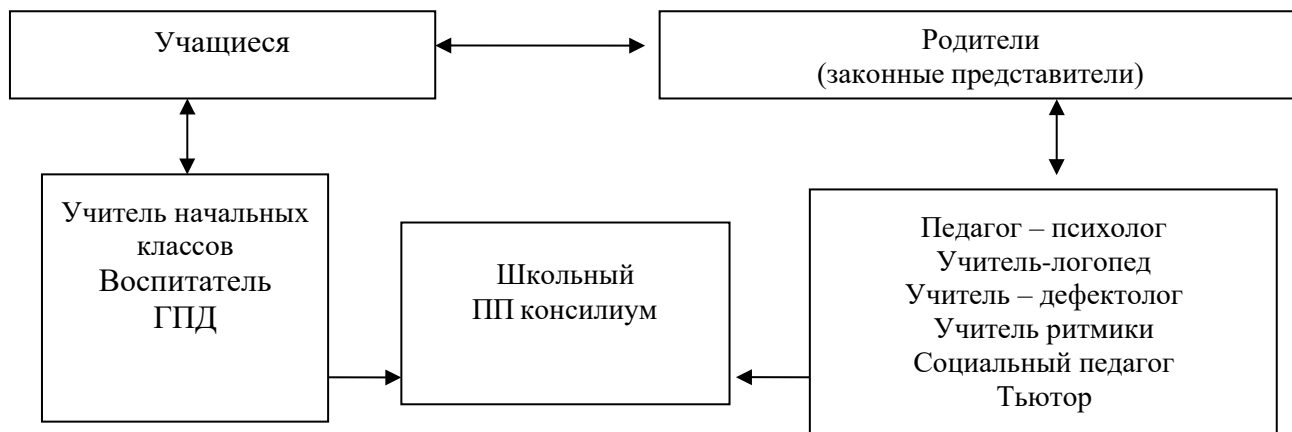 Учащиеся
Родители
(законные представители)
Учитель начальных
классов
Воспитатель
ГПД
Школьный
ПП консилиум
Педагог – психолог
Учитель-логопед
Учитель – дефектолог
Учитель ритмики
Социальный педагог
Тьютор